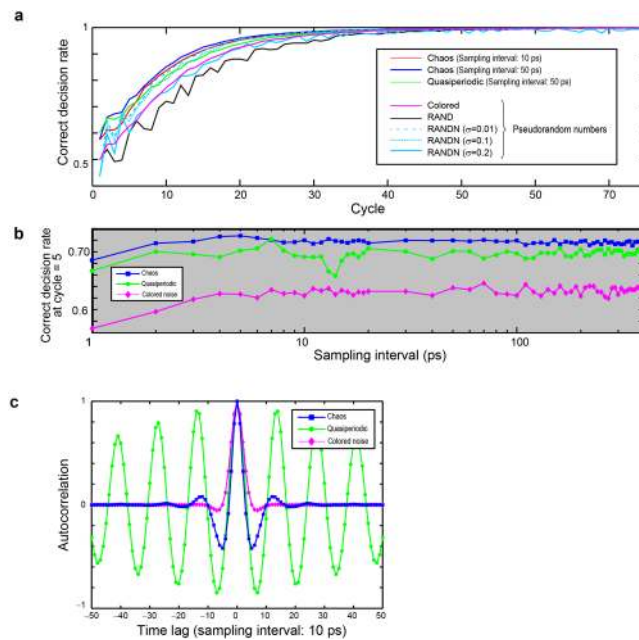 a
1
0.5
Correct decision rate
Chaos (Sampling interval: 10 ps)
Chaos (Sampling interval: 50 ps)
Quasiperiodic (Sampling interval: 50 ps)
Colored
RAND
RANDN (σ=0.01)
RANDN (σ=0.1)
RANDN (σ=0.2)
Pseudorandom numbers
0 10 20 30 40 50 60 70
Cycle
b
0.70
0.6
Correct decision rate
at cycle = 5
Chaos
Quasiperiodic
Colored noise
1 10 100
Sampling interval (ps)
c
1
0
−1
Autocorrelation
Chaos
Quasiperiodic
Colored noise
−50 −40 −30 −20 −10 0 10 20 30 40 50
Time lag (sampling interval: 10 ps)